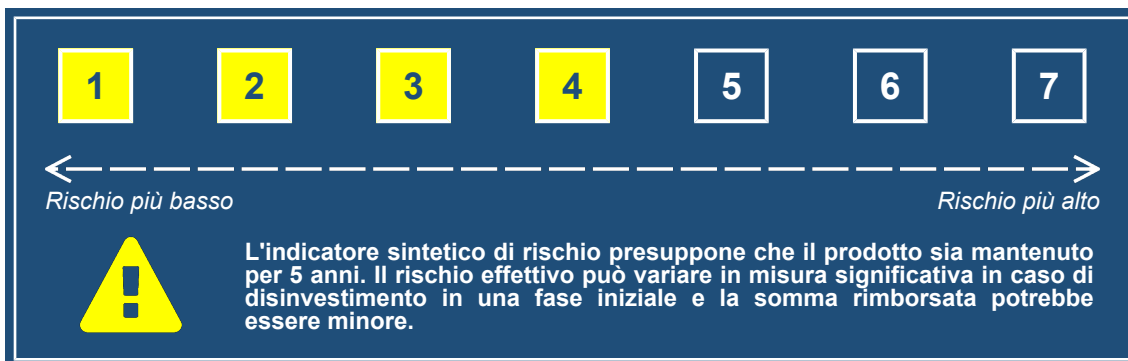 1 2 3 4 5 6 7
Rischio più basso Rischio più alto
L'indicatore sintetico di rischio presuppone che il prodotto sia mantenuto
per 5 anni. Il rischio effettivo può variare in misura significativa in caso di
disinvestimento in una fase iniziale e la somma rimborsata potrebbe
essere minore.